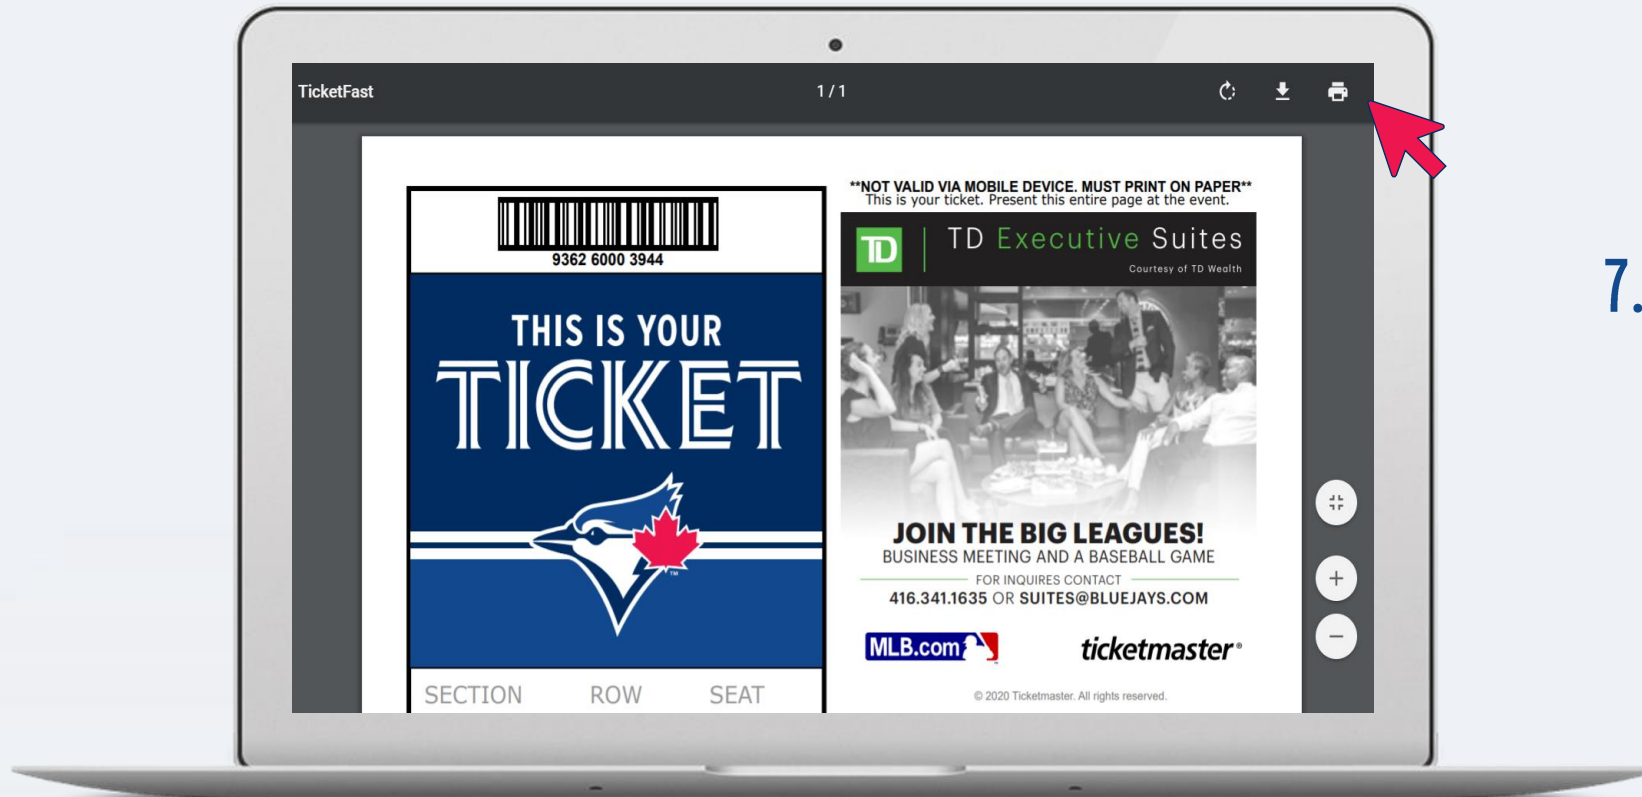 TicketFast
1 / 1
9362 6000 3944
THIS IS YOUR
TICKET
TM
SECTION ROW SEAT
**NOT VALID VIA MOBILE DEVICE. MUST PRINT ON PAPER**
This is your ticket. Present this entire page at the event.
TD
TD Executive Suites
Courtesy of TD Wealth
JOIN THE BIG LEAGUES!
BUSINESS MEETING AND A BASEBALL GAME
FOR INQUIRES CONTACT
416.341.1635 OR SUITES@BLUEJAYS.COM
MLB.com
ticketmaster®
© 2020 Ticketmaster. All rights reserved.
7.